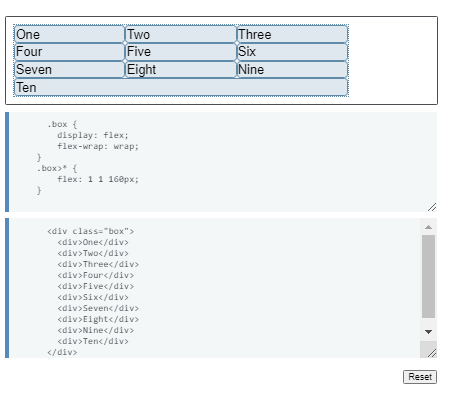 One Two Three
Four Five Six
Seven Eight Nine
Ten
.box {
display: flex;
flex-wrap: wrap;
}
.box>* {
flex: 1 1 160px;
}
<div class="box">
<div>One</div>
<div>Two</div>
<div>Three</div>
<div>Four</div>
<div>Five</div>
<div>Six</div>
<div>Seven</div>
<div>Eight</div>
<div>Nine</div>
<div>Ten</div>
</div>
Reset